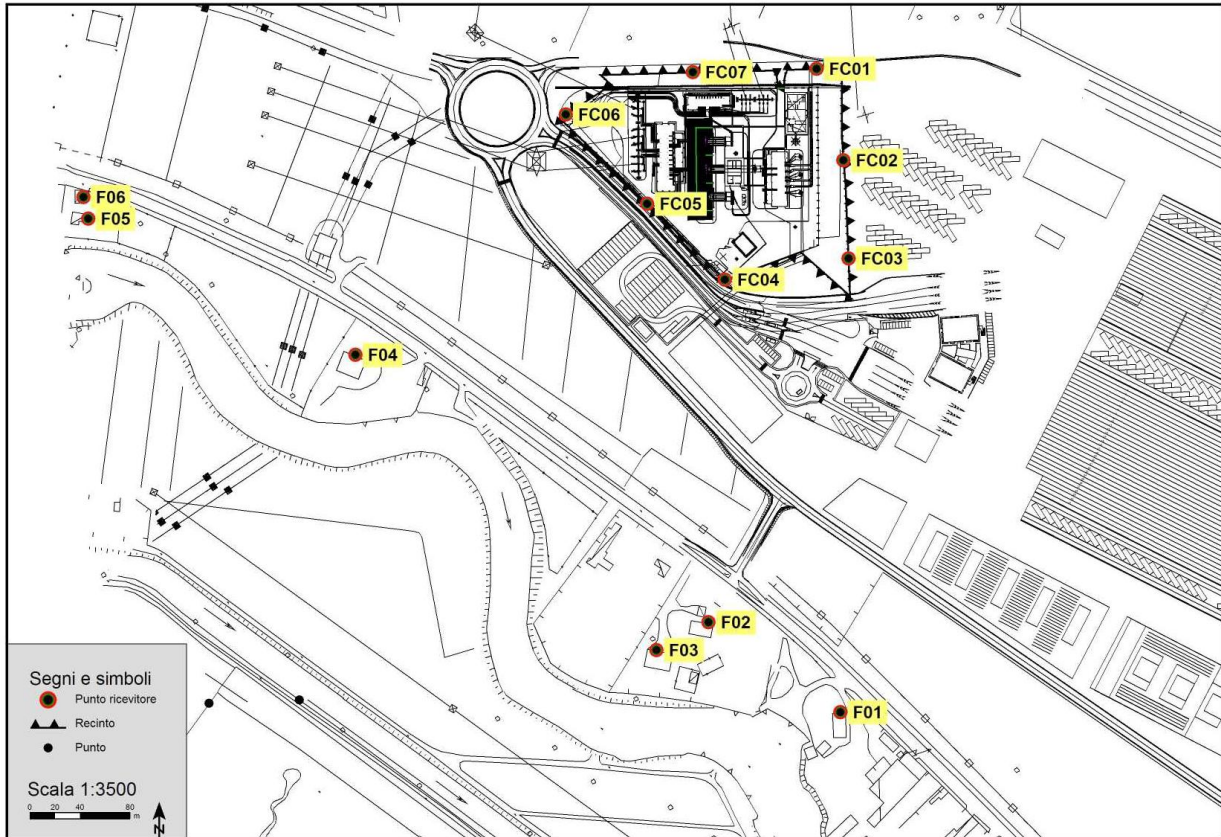 FC07
FC01
FC06
FC02
F06
FC05
F05
FC03
FC04
F04
F02
F03
F01
Segni e simboli
Punto ricevitore
Recinto
Punto
Scala 1:3500
0 20 40 80
m
N